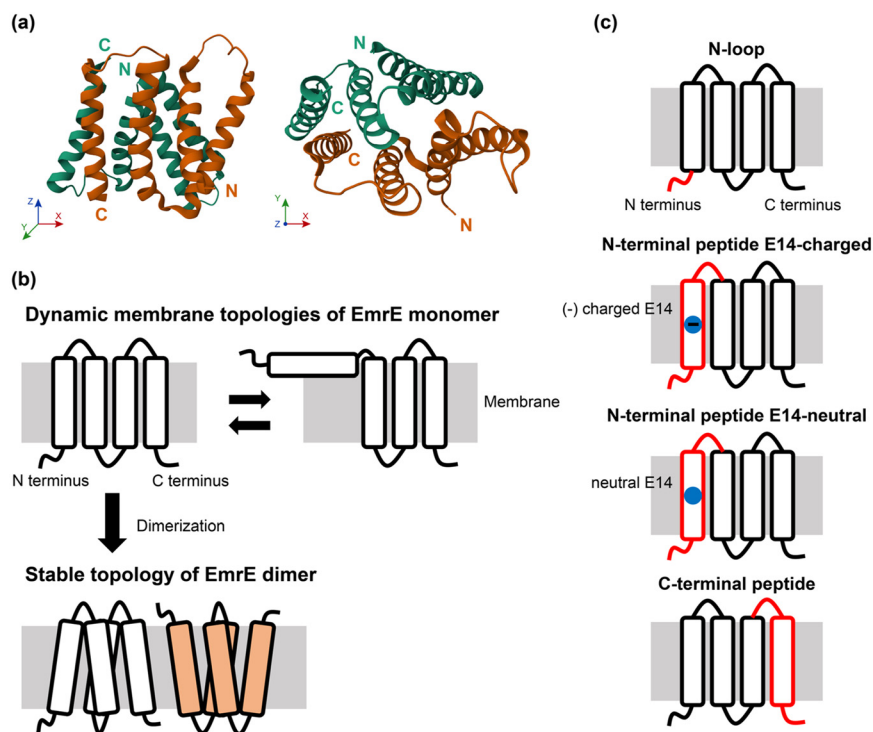 (a)
C
N
C
N
Z
Y
X
N
C
C
N
Y
Z
X
(b)
Dynamic membrane topologies of EmrE monomer
Membrane
N terminus
C terminus
Dimerization
Stable topology of EmrE dimer
(c)
N-loop
N terminus
C terminus
N-terminal peptide E14-charged
(-) charged E14
N-terminal peptide E14-neutral
neutral E14
C-terminal peptide